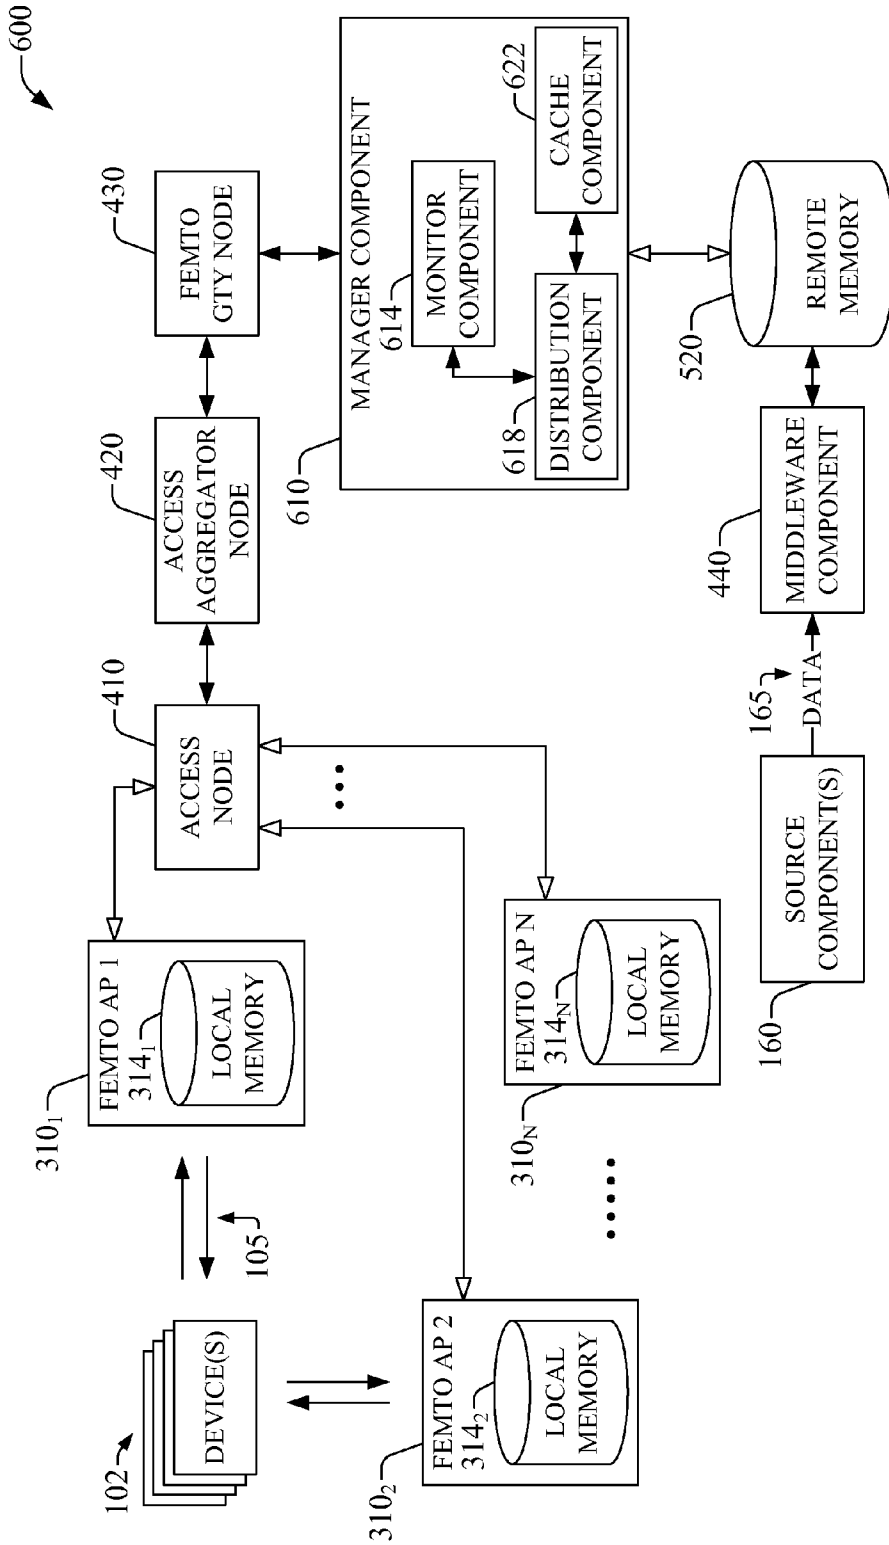 600
102
DEVICE(S)
105
310₁
FEMTO AP 1
314₁
LOCAL
MEMORY
310₂
FEMTO AP 2
314₂
LOCAL
MEMORY
310N
FEMTO AP N
314N
LOCAL
MEMORY
410
ACCESS
NODE
420
ACCESS
AGGREGATOR
NODE
430
FEMTO
GTY NODE
610
MANAGER COMPONENT
614
MONITOR
COMPONENT
618
DISTRIBUTION
COMPONENT
622
CACHE
COMPONENT
160
SOURCE
COMPONENT(S)
165
DATA
440
MIDDLEWARE
COMPONENT
520
REMOTE
MEMORY